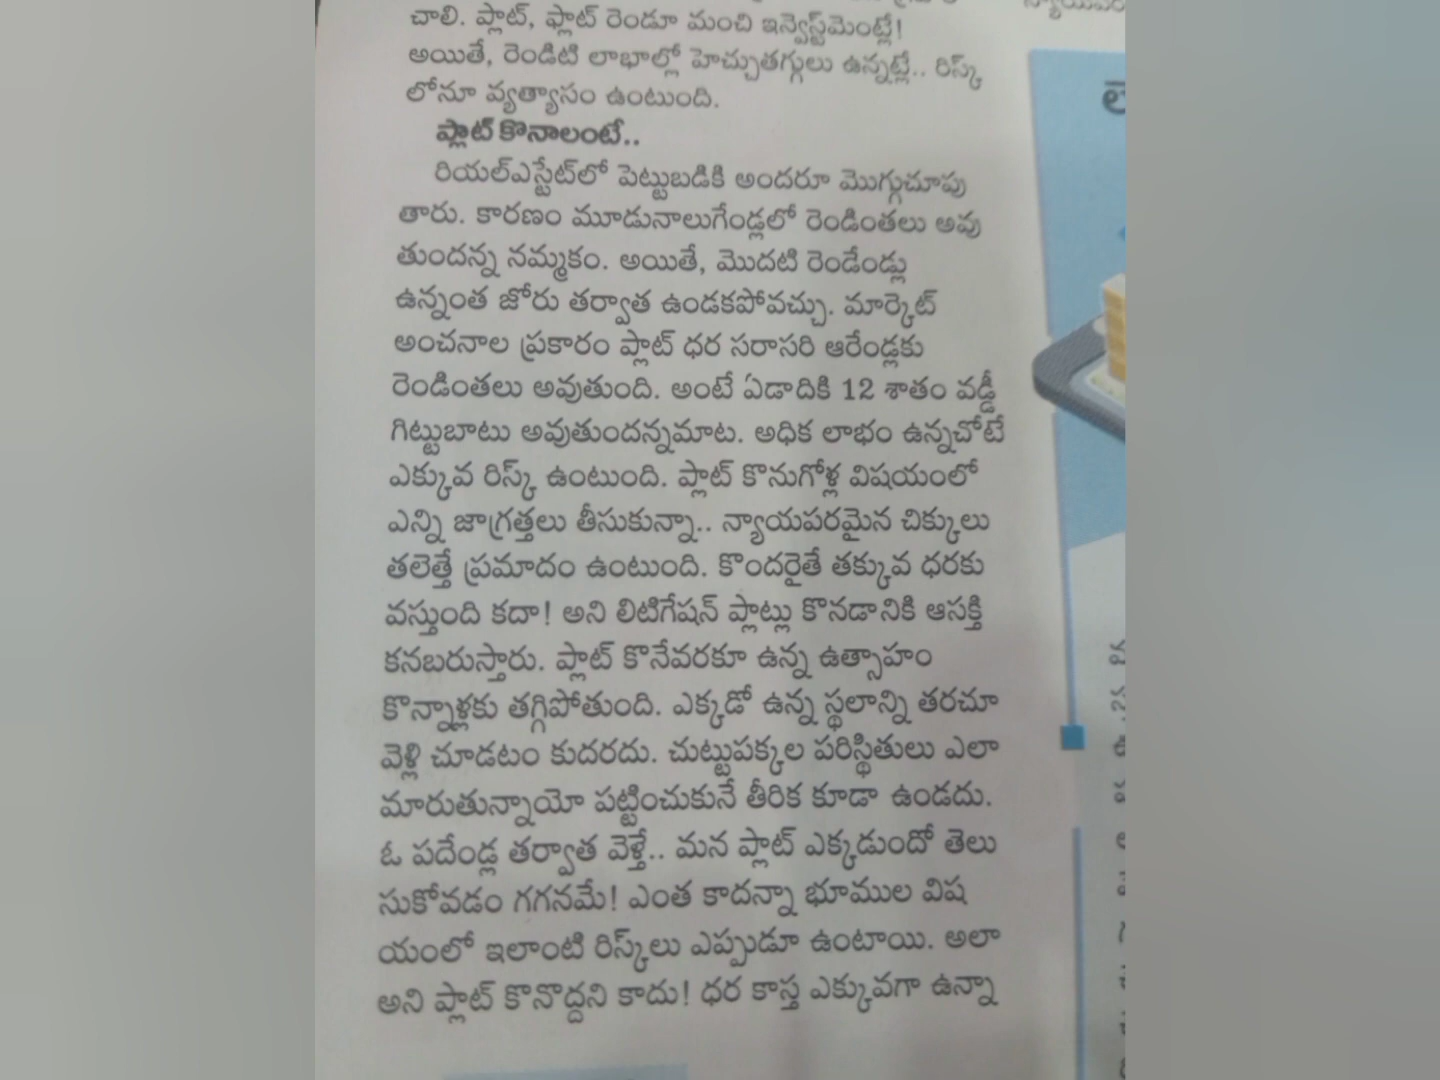 చాలి. ప్లాట్, ఫ్లాట్ రెండూ మంచి ఇన్వెస్ట్‌మెంట్లే!
అయితే, రెండిటి లాభాల్లో హెచ్చుతగ్గులు ఉన్నట్లే.. రిస్క్
లోనూ వ్యత్యాసం ఉంటుంది.
ప్లాట్ కొనాలంటే..
రియల్‌ఎస్టేట్‌లో పెట్టుబడికి అందరూ మొగ్గుచూపు
తారు. కారణం మూడునాలుగేండ్లలో రెండింతలు అవు
తుందన్న నమ్మకం. అయితే, మొదటి రెండేండ్లు
ఉన్నంత జోరు తర్వాత ఉండకపోవచ్చు. మార్కెట్
అంచనాల ప్రకారం ప్లాట్ ధర సరాసరి ఆరేండ్లకు
రెండింతలు అవుతుంది. అంటే ఏడాదికి 12 శాతం వడ్డీ
గిట్టుబాటు అవుతుందన్నమాట. అధిక లాభం ఉన్నచోటే
ఎక్కువ రిస్క్ ఉంటుంది. ప్లాట్ కొనుగోళ్ల విషయంలో
ఎన్ని జాగ్రత్తలు తీసుకున్నా.. న్యాయపరమైన చిక్కులు
తలెత్తే ప్రమాదం ఉంటుంది. కొందరైతే తక్కువ ధరకు
వస్తుంది కదా! అని లిటిగేషన్ ప్లాట్లు కొనడానికి ఆసక్తి
కనబరుస్తారు. ప్లాట్ కొనేవరకూ ఉన్న ఉత్సాహం
కొన్నాళ్లకు తగ్గిపోతుంది. ఎక్కడో ఉన్న స్థలాన్ని తరచూ
వెళ్లి చూడటం కుదరదు. చుట్టుపక్కల పరిస్థితులు ఎలా
మారుతున్నాయో పట్టించుకునే తీరిక కూడా ఉండదు.
ఓ పదేండ్ల తర్వాత వెళ్తే.. మన ప్లాట్ ఎక్కడుందో తెలు
సుకోవడం గగనమే! ఎంత కాదన్నా భూముల విష
యంలో ఇలాంటి రిస్క్‌లు ఎప్పుడూ ఉంటాయి. అలా
అని ప్లాట్ కొనొద్దని కాదు! ధర కాస్త ఎక్కువగా ఉన్నా